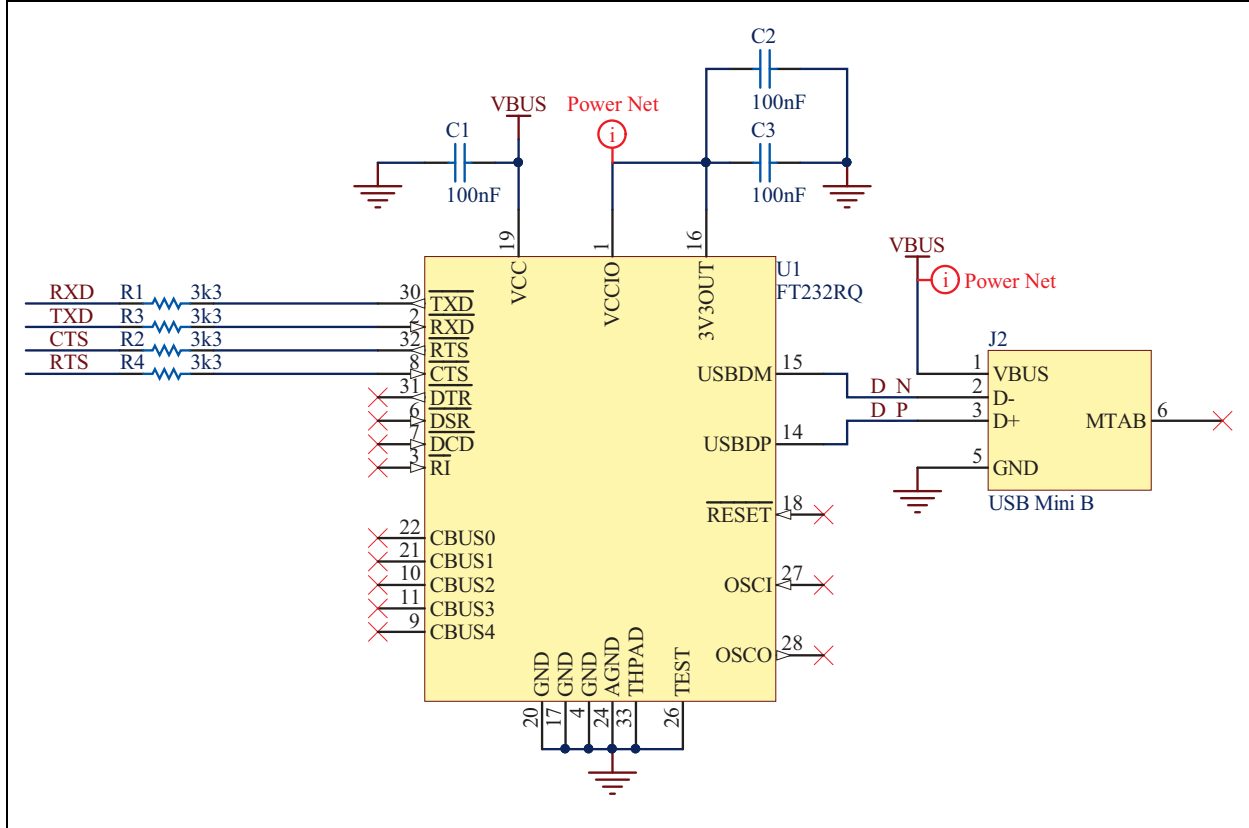 C2
100nF
VBUS
Power Net
i
C1
100nF
C3
100nF
19
1
16
VCC
VCCIO
3V3OUT
U1
FT232RQ
VBUS
i
Power Net
RXD R1 3k3 30 TXD
TXD R3 3k3 2 RXD
CTS R2 3k3 32 RTS
RTS R4 3k3 8 CTS
31 DTR
6 DSR
7 DCD
3 RI
22 CBUS0
21 CBUS1
10 CBUS2
11 CBUS3
9 CBUS4
USBDM 15
D_N
USBDP 14
D_P
RESET 18
OSCI 27
OSCO 28
J2
1 VBUS
2 D-
3 D+
MTAB 6
5 GND
USB Mini B
GND
GND
GND
AGND
THPAD
TEST
20
17
4
24
33
26